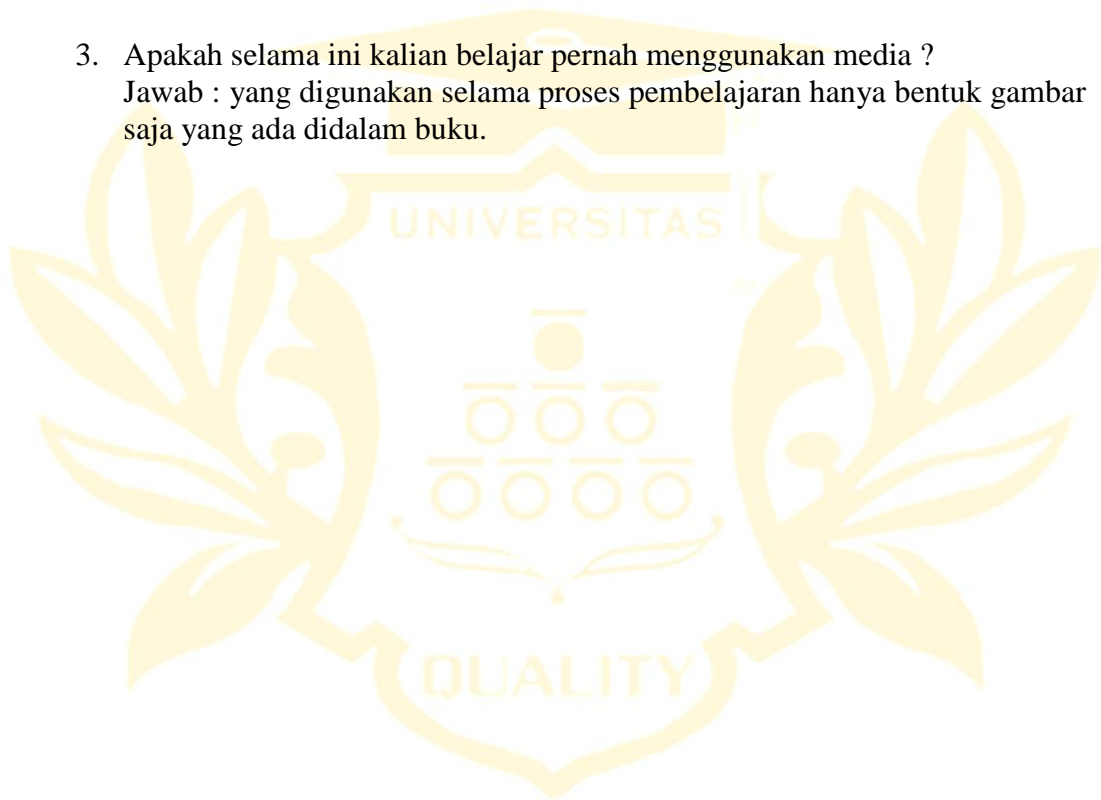 3. Apakah selama ini kalian belajar pernah menggunakan media ?
Jawab : yang digunakan selama proses pembelajaran hanya bentuk gambar
saja yang ada didalam buku.
UNIVERSITAS
QUALITY